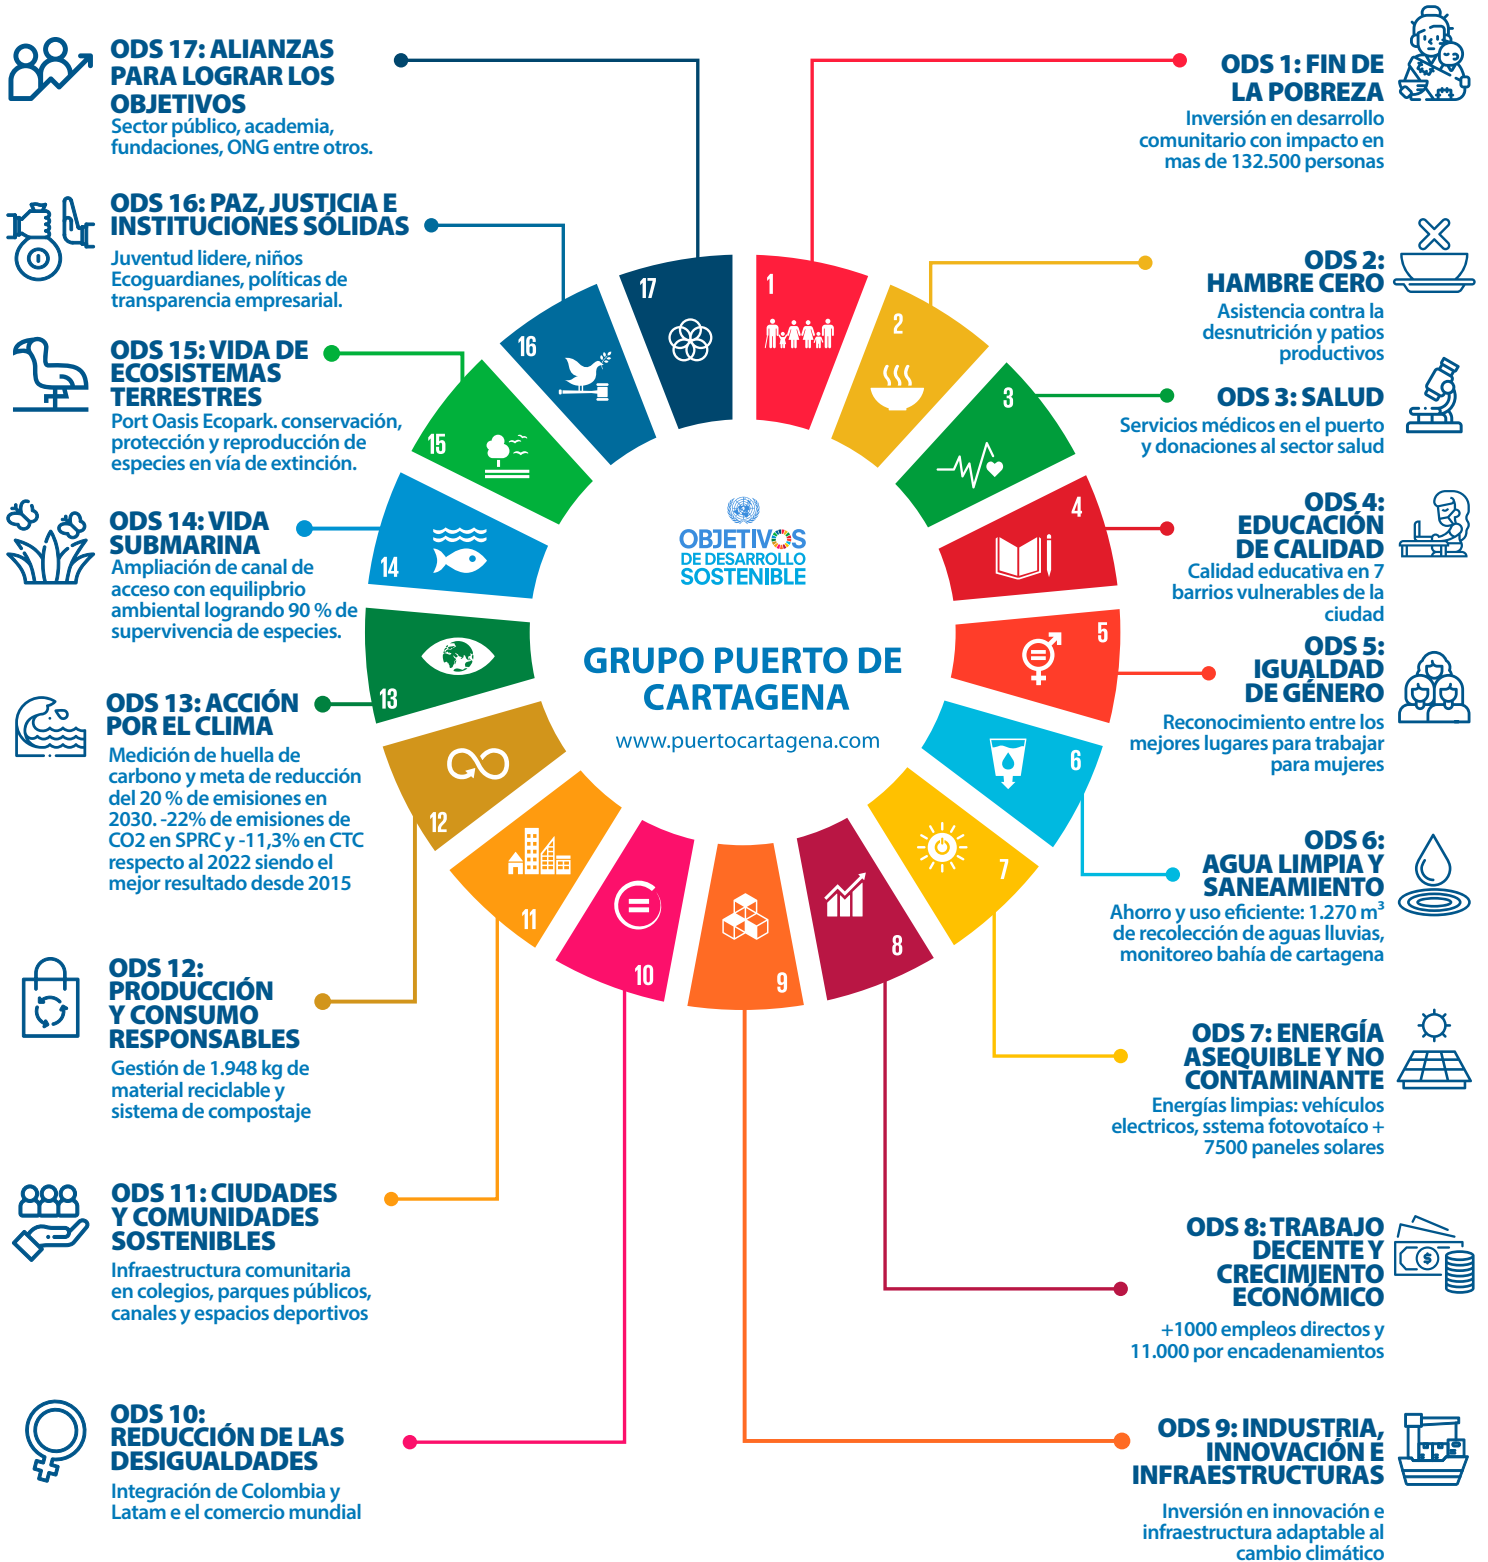 ODS 17: ALIANZAS
PARA LOGRAR LOS
OBJETIVOS
Sector público, academia,
fundaciones, ONG entre otros.
ODS 16: PAZ, JUSTICIA E
INSTITUCIONES SÓLIDAS
Juventud lidere, niños
Ecoguardianes, políticas de
transparencia empresarial.
ODS 15: VIDA DE
ECOSISTEMAS
TERRESTRES
Port Oasis Ecopark. conservación,
protección y reproducción de
especies en vía de extinción.
ODS 14: VIDA
SUBMARINA
Ampliación de canal de
acceso con equilipbrio
ambiental logrando 90 % de
supervivencia de especies.
ODS 13: ACCIÓN
POR EL CLIMA
Medición de huella de
carbono y meta de reducción
del 20 % de emisiones en
2030. -22% de emisiones de
CO2 en SPRC y -11,3% en CTC
respecto al 2022 siendo el
mejor resultado desde 2015
ODS 12:
PRODUCCIÓN
Y CONSUMO
RESPONSABLES
Gestión de 1.948 kg de
material reciclable y
sistema de compostaje
ODS 11: CIUDADES
Y COMUNIDADES
SOSTENIBLES
Infraestructura comunitaria
en colegios, parques públicos,
canales y espacios deportivos
ODS 10:
REDUCCIÓN DE LAS
DESIGUALDADES
Integración de Colombia y
Latam e el comercio mundial
1
2
3
4
5
6
7
8
9
10
11
12
13
14
15
16
17
OBJETIVOS
DE DESARROLLO
SOSTENIBLE
GRUPO PUERTO DE
CARTAGENA
www.puertocartagena.com
ODS 1: FIN DE
LA POBREZA
Inversión en desarrollo
comunitario con impacto en
mas de 132.500 personas
ODS 2:
HAMBRE CERO
Asistencia contra la
desnutrición y patios
productivos
ODS 3: SALUD
Servicios médicos en el puerto
y donaciones al sector salud
ODS 4:
EDUCACIÓN
DE CALIDAD
Calidad educativa en 7
barrios vulnerables de la
ciudad
ODS 5:
IGUALDAD
DE GÉNERO
Reconocimiento entre los
mejores lugares para trabajar
para mujeres
ODS 6:
AGUA LIMPIA Y
SANEAMIENTO
Ahorro y uso eficiente: 1.270 m³
de recolección de aguas lluvias,
monitoreo bahía de cartagena
ODS 7: ENERGÍA
ASEQUIBLE Y NO
CONTAMINANTE
Energías limpias: vehículos
electricos, sstema fotovotaíco +
7500 paneles solares
ODS 8: TRABAJO
DECENTE Y
CRECIMIENTO
ECONÓMICO
+1000 empleos directos y
11.000 por encadenamientos
ODS 9: INDUSTRIA,
INNOVACIÓN E
INFRAESTRUCTURAS
Inversión en innovación e
infraestructura adaptable al
cambio climático